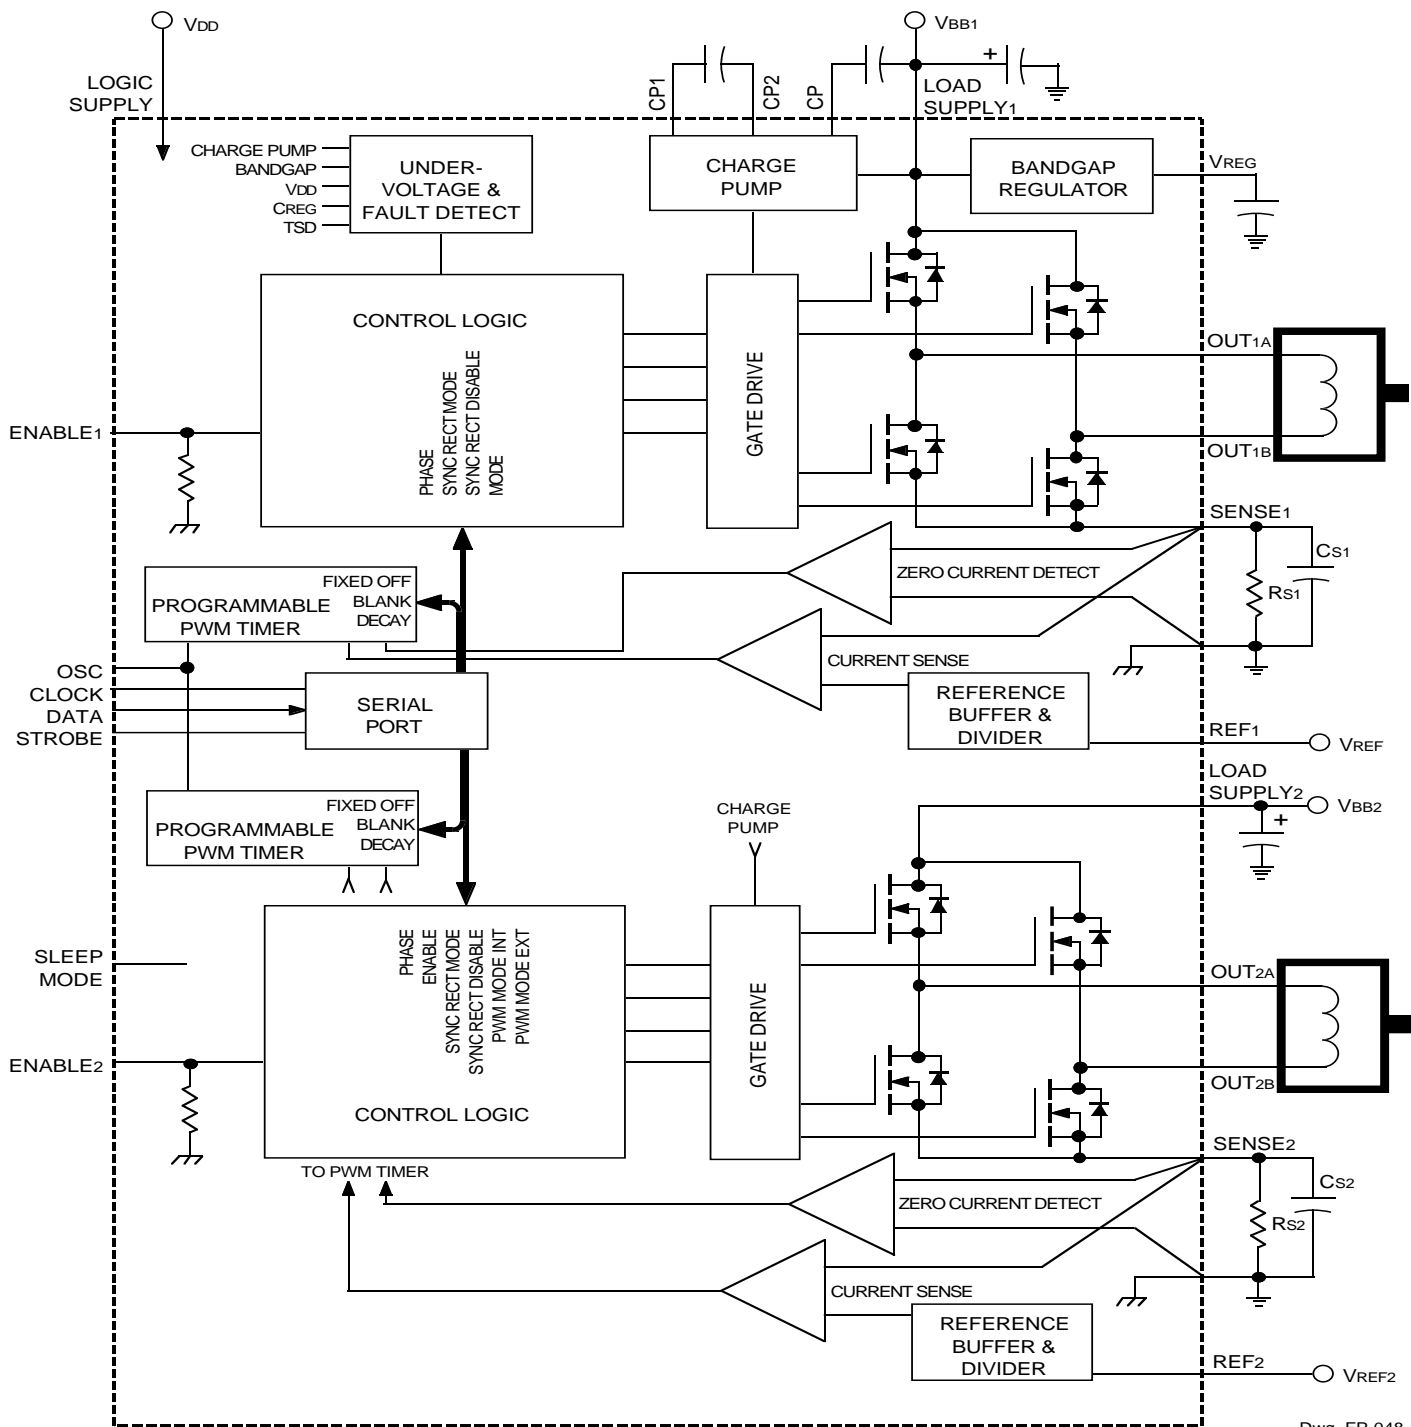 VDD
VBB1
LOGIC
SUPPLY
CP1
CP2
CP
+
LOAD
SUPPLY1
CHARGE PUMP
BANDGAP
VDD
CREG
TSD
UNDER-
VOLTAGE &
FAULT DETECT
CHARGE
PUMP
BANDGAP
REGULATOR
VREG
CONTROL LOGIC
PHASE
SYNC RECT MODE
SYNC RECT DISABLE
MODE
GATE DRIVE
OUT1A
OUT1B
ENABLE1
SENSE1
CS1
RS1
ZERO CURRENT DETECT
FIXED OFF
BLANK
DECAY
PROGRAMMABLE
PWM TIMER
CURRENT SENSE
OSC
CLOCK
DATA
STROBE
SERIAL
PORT
REFERENCE
BUFFER &
DIVIDER
REF1
VREF
LOAD
SUPPLY2
VBB2
+
FIXED OFF
BLANK
DECAY
PROGRAMMABLE
PWM TIMER
CHARGE
PUMP
SLEEP
MODE
PHASE
ENABLE
SYNC RECT MODE
SYNC RECT DISABLE
PWM MODE INT
PWM MODE EXT
GATE DRIVE
OUT2A
OUT2B
ENABLE2
CONTROL LOGIC
SENSE2
CS2
RS2
TO PWM TIMER
ZERO CURRENT DETECT
CURRENT SENSE
REFERENCE
BUFFER &
DIVIDER
REF2
VREF2